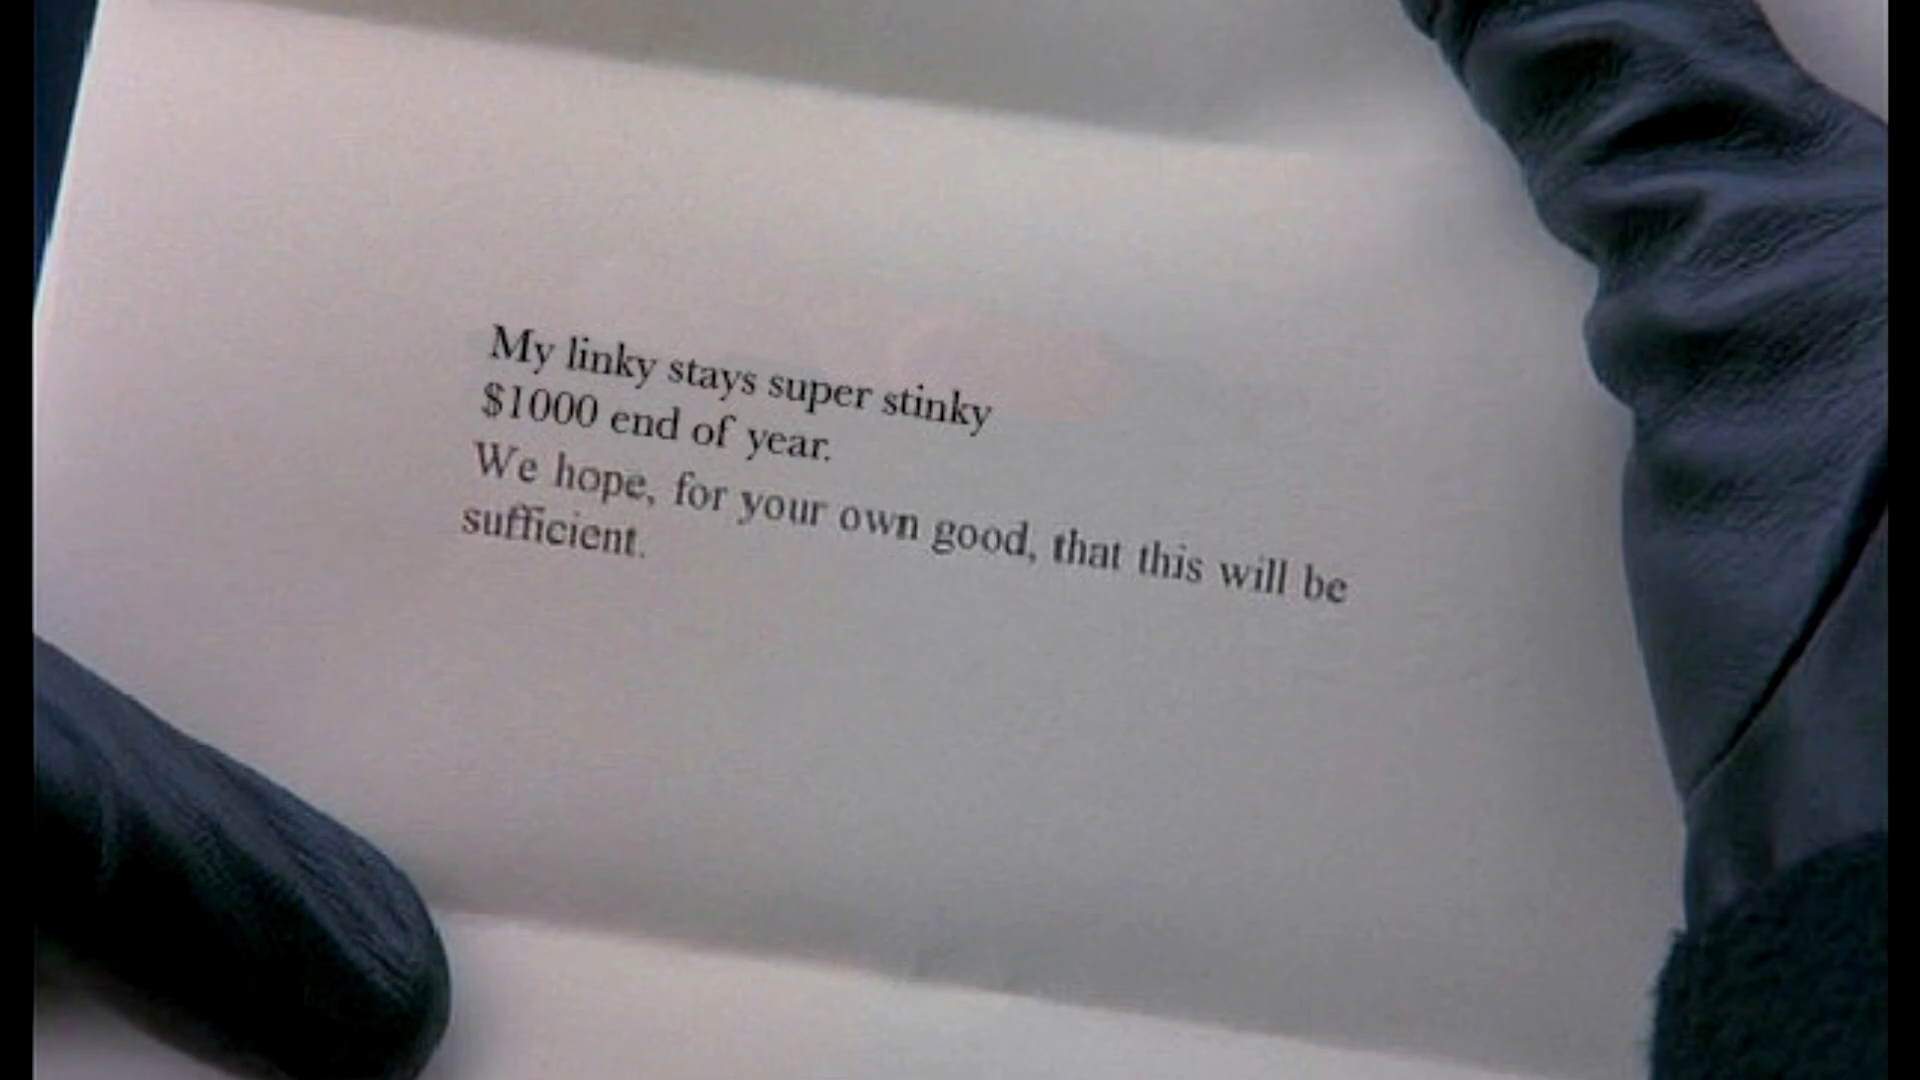 My linky stays super stinky
$1000 end of year.
We hope, for your own good, that this will be
sufficient.